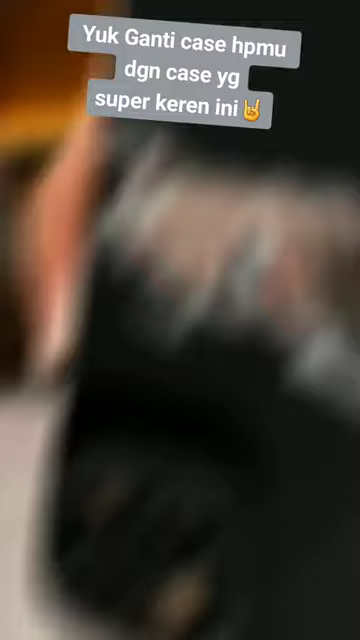 Yuk Ganti case hpmu
dgn case yg
super keren ini🤘